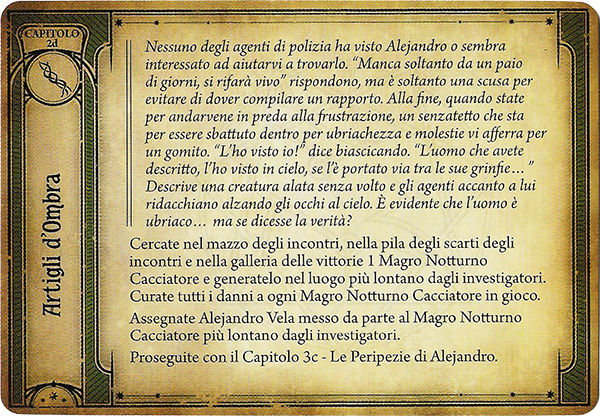 CAPITOLO
2d
Artigli d'Ombra
Nessuno degli agenti di polizia ha visto Alejandro o sembra
interessato ad aiutarvi a trovarlo. “Manca soltanto da un paio
di giorni, si rifarà vivo” rispondono, ma è soltanto una scusa per
evitare di dover compilare un rapporto. Alla fine, quando state
per andarvene in preda alla frustrazione, un senzatetto che sta
per essere sbattuto dentro per ubriachezza e molestie vi afferra per
un gomito. “L’ho visto io!” dice biascicando. “L’uomo che avete
descritto, l’ho visto in cielo, se l’è portato via tra le sue grinfie…”
Descrive una creatura alata senza volto e gli agenti accanto a lui
ridacchiano alzando gli occhi al cielo. È evidente che l’uomo è
ubriaco… ma se dicesse la verità?
Cercate nel mazzo degli incontri, nella pila degli scarti degli
incontri e nella galleria delle vittorie 1 Magro Notturno
Cacciatore e generatelo nel luogo più lontano dagli investigatori.
Curate tutti i danni a ogni Magro Notturno Cacciatore in gioco.
Assegnate Alejandro Vela messo da parte al Magro Notturno
Cacciatore più lontano dagli investigatori.
Proseguite con il Capitolo 3c - Le Peripezie di Alejandro.